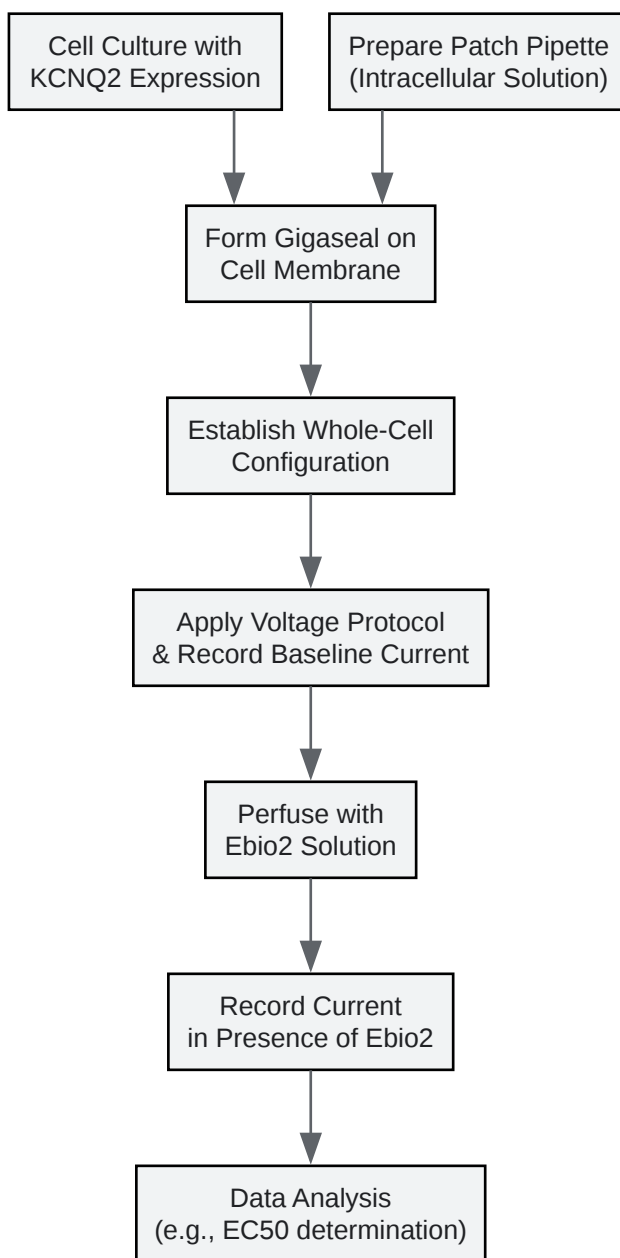 Cell Culture with
KCNQ2 Expression
Prepare Patch Pipette
(Intracellular Solution)
Form Gigaseal on
Cell Membrane
Establish Whole-Cell
Configuration
Apply Voltage Protocol
& Record Baseline Current
Perfuse with
Ebio2 Solution
Record Current
in Presence of Ebio2
Data Analysis
(e.g., EC50 determination)